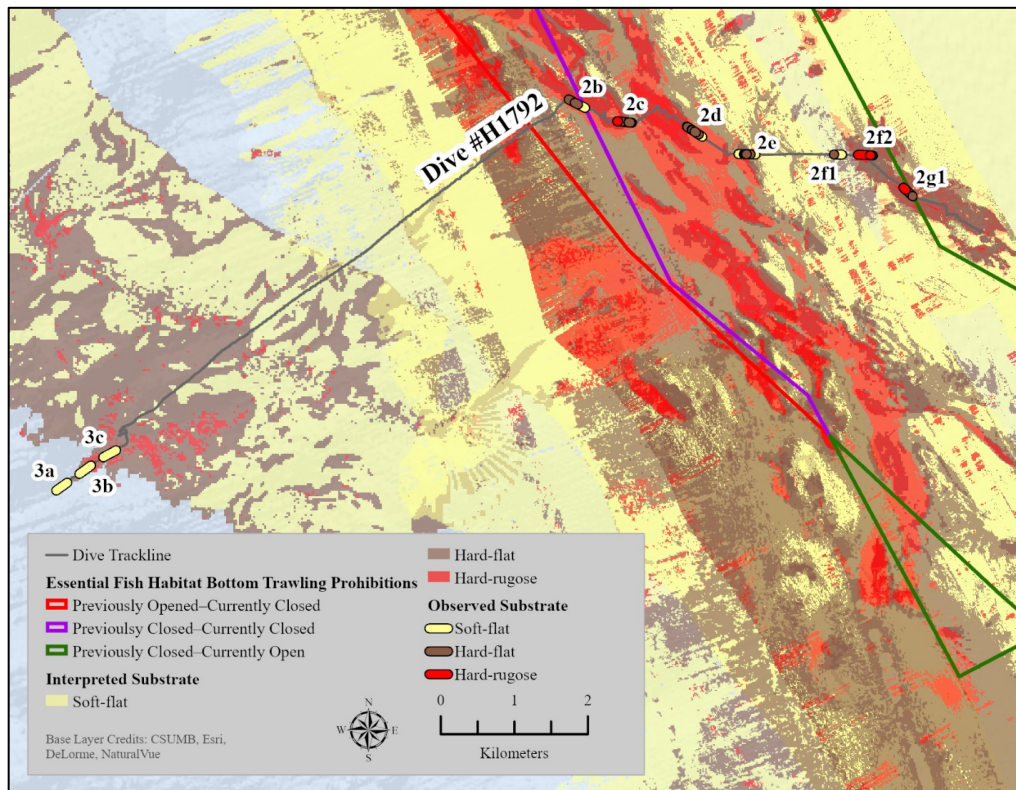 Dive #H1792
2b
2c
2d
2e
2f1
2f2
2g1
3c
3a
3b
Dive Trackline
Essential Fish Habitat Bottom Trawling Prohibitions
Previously Opened–Currently Closed
Previoulsy Closed–Currently Closed
Previously Closed–Currently Open
Interpreted Substrate
Soft-flat
Hard-flat
Hard-rugose
Observed Substrate
Soft-flat
Hard-flat
Hard-rugose
Base Layer Credits: CSUMB, Esri,
DeLorme, NaturalVue
N
W E
S
0 1 2
Kilometers